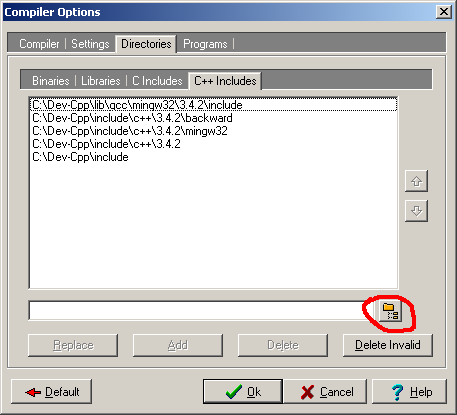 Compiler Options
Compiler Settings Directories Programs
Binaries Libraries C Includes C++ Includes
C:\Dev-Cpp\lib\gcc\mingw32\3.4.2\include
C:\Dev-Cpp\include\c++\3.4.2\backward
C:\Dev-Cpp\include\c++\3.4.2\mingw32
C:\Dev-Cpp\include\c++\3.4.2
C:\Dev-Cpp\include
Replace Add Delete Delete Invalid
Default Ok Cancel Help